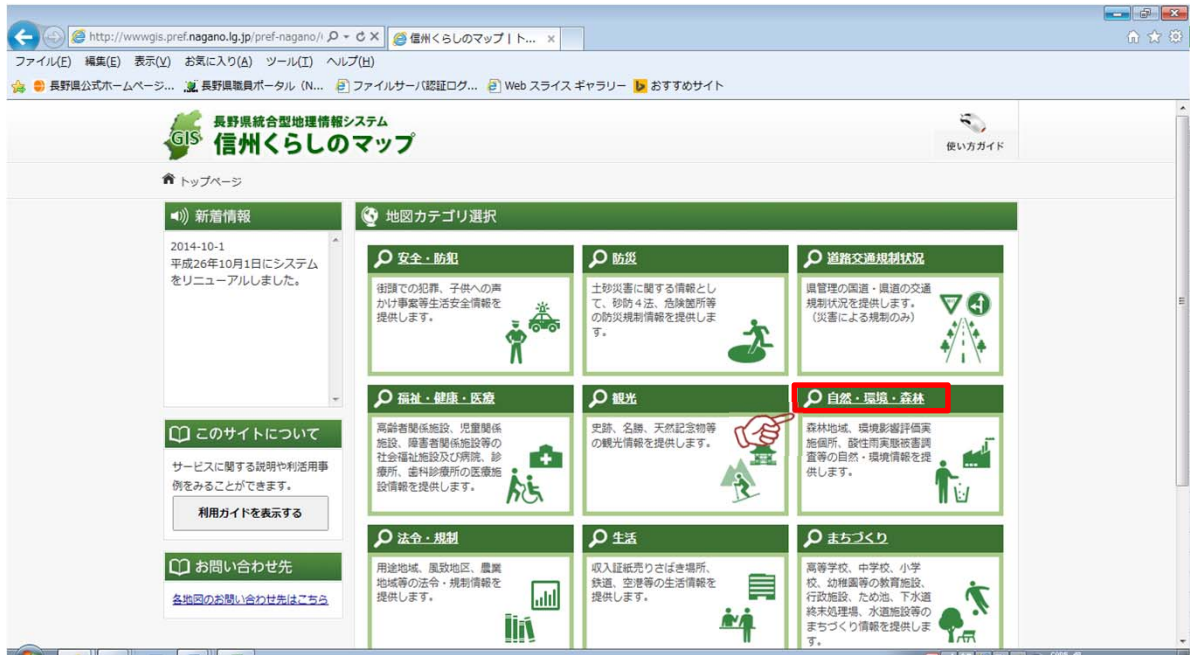 http://wwwgis.pref.nagano.lg.jp/pref-nagano/
信州くらしのマップ | ト...
ファイル(F) 編集(E) 表示(V) お気に入り(A) ツール(T) ヘルプ(H)
長野県公式ホームページ... 長野県職員ポータル（N... ファイルサーバ認証ログ... Web スライス ギャラリー おすすめサイト
GIS
長野県統合型地理情報システム
信州くらしのマップ
使い方ガイド
トップページ
新着情報
2014-10-1
平成26年10月1日にシステム
をリニューアルしました。
このサイトについて
サービスに関する説明や利活用事
例をみることができます。
利用ガイドを表示する
お問い合わせ先
各地図のお問い合わせ先はこちら
地図カテゴリ選択
安全・防犯
街頭での犯罪、子供への声
かけ事案等生活安全情報を
提供します。
防災
土砂災害に関する情報とし
て、砂防４法、危険箇所等
の防災規制情報を提供しま
す。
道路交通規制状況
県管理の国道・県道の交通
規制状況を提供します。
（災害による規制のみ）
福祉・健康・医療
高齢者関係施設、児童関係
施設、障害者関係施設等の
社会福祉施設及び病院、診
療所、歯科診療所の医療施
設情報を提供します。
観光
史跡、名勝、天然記念物等
の観光情報を提供します。
自然・環境・森林
森林地域、環境影響評価実
施個所、酸性雨実態被害調
査等の自然・環境情報を提
供します。
法令・規制
用途地域、風致地区、農業
地域等の法令・規制情報を
提供します。
生活
収入証紙売りさばき場所、
鉄道、空港等の生活情報を
提供します。
まちづくり
高等学校、中学校、小学
校、幼稚園等の教育施設、
行政施設、ため池、下水道
終末処理場、水道施設等の
まちづくり情報を提供しま
す。